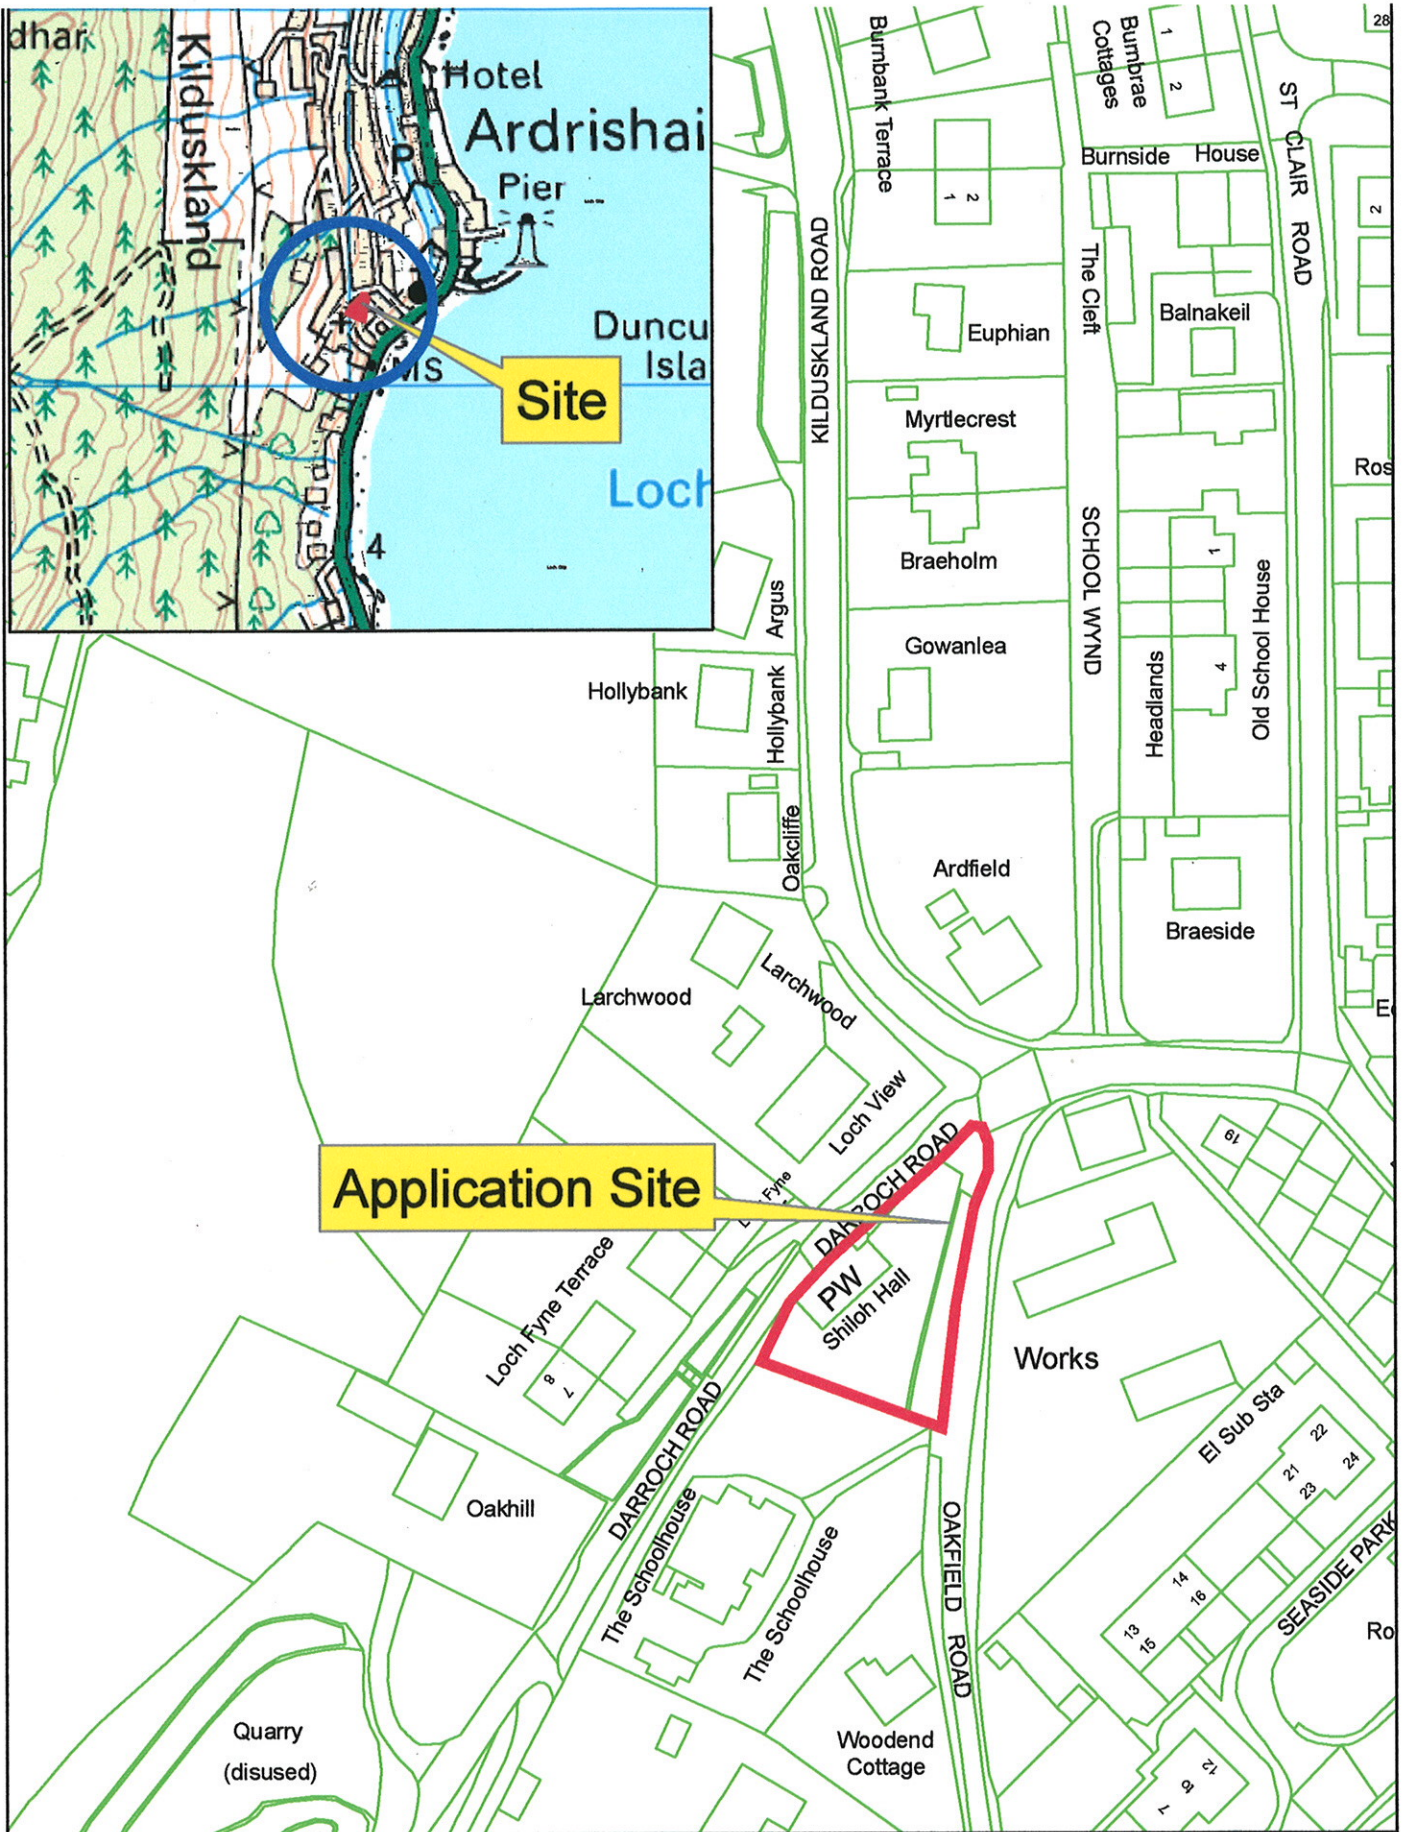 dhar
Kilduskland
Hotel
Ardrishai
P
Pier
Duncu
Isla
MS
Site
Loch
4
Burnbank Terrace
1
2
KILDUSKLAND ROAD
Burnbrae
Cottages
1
2
28
ST CLAIR ROAD
Burnside House
2
The Cleft
Balnakeil
Euphian
Myrtlecrest
Braeholm
Ros
SCHOOL WYND
1
4
Old School House
Headlands
Gowanlea
Argus
Hollybank
Hollybank
Oakcliffe
Ardfield
Braeside
Larchwood
Larchwood
Loch View
Application Site
Fyne
DARROCH ROAD
PW
Shiloh Hall
19
Works
Loch Fyne Terrace
8
7
Oakhill
DARROCH ROAD
El Sub Sta
22
21
24
23
The Schoolhouse
The Schoolhouse
OAKFIELD ROAD
14
16
13
15
SEASIDE PARK
Ro
Quarry
(disused)
Woodend
Cottage
12
10
7